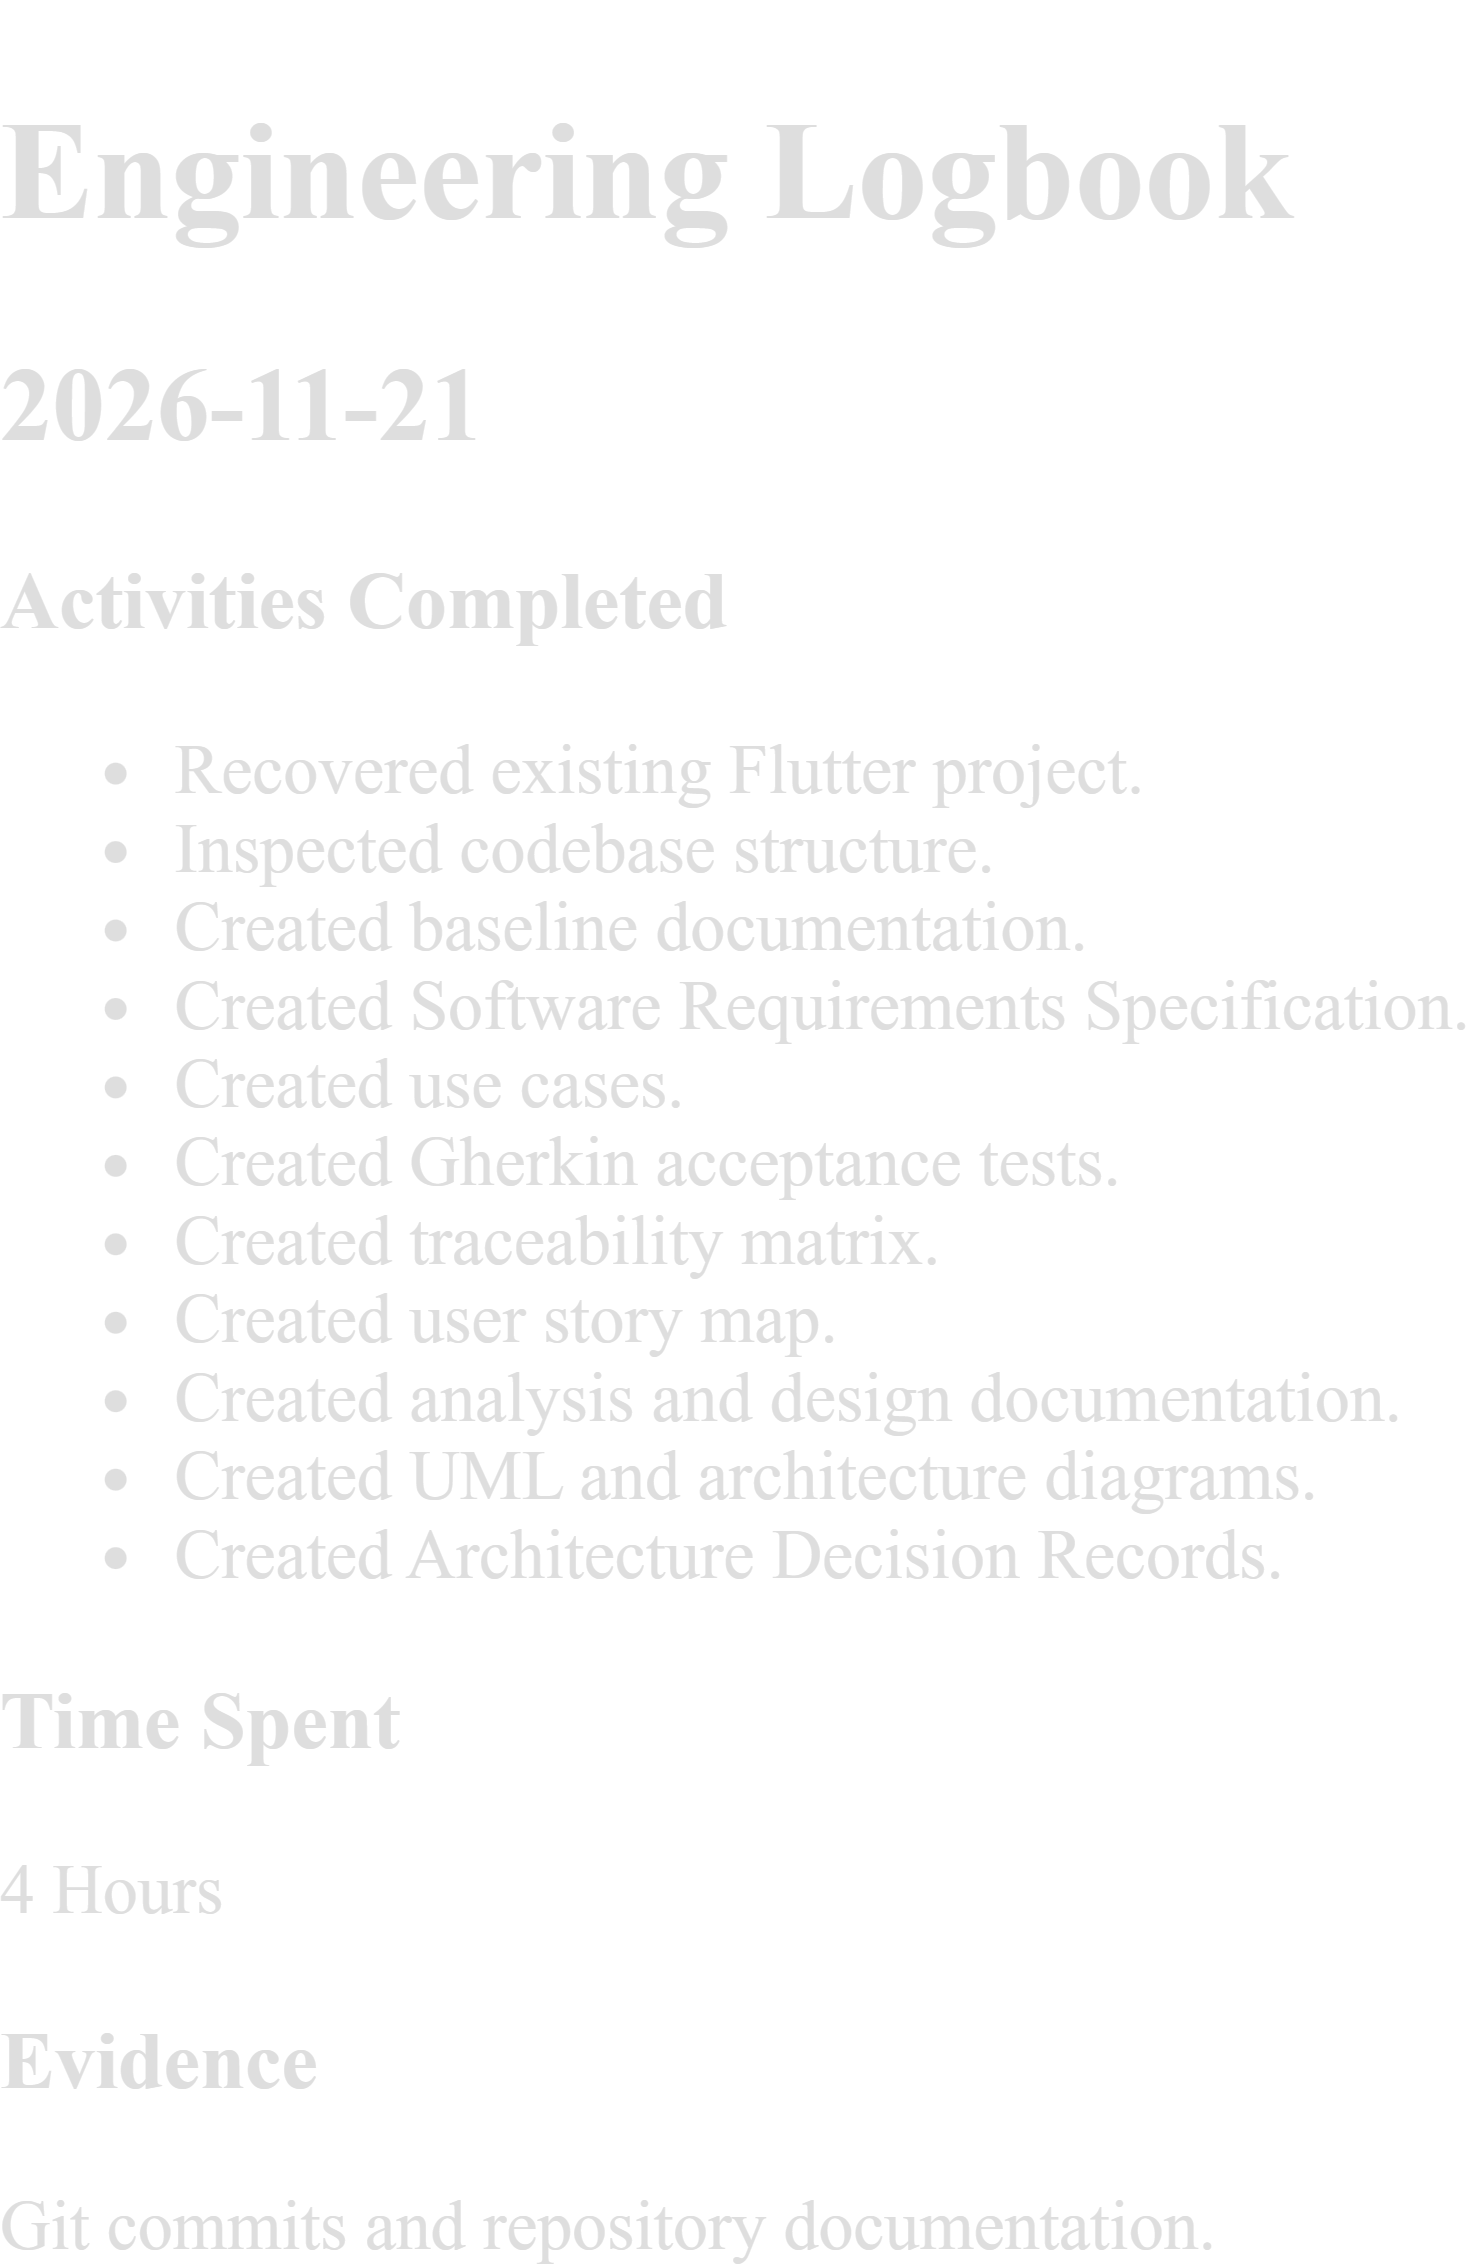 Engineering Logbook
2026-11-21
Activities Completed
• Recovered existing Flutter project.
• Inspected codebase structure.
• Created baseline documentation.
• Created Software Requirements Specification.
• Created use cases.
• Created Gherkin acceptance tests.
• Created traceability matrix.
• Created user story map.
• Created analysis and design documentation.
• Created UML and architecture diagrams.
• Created Architecture Decision Records.
Time Spent
4 Hours
Evidence
Git commits and repository documentation.